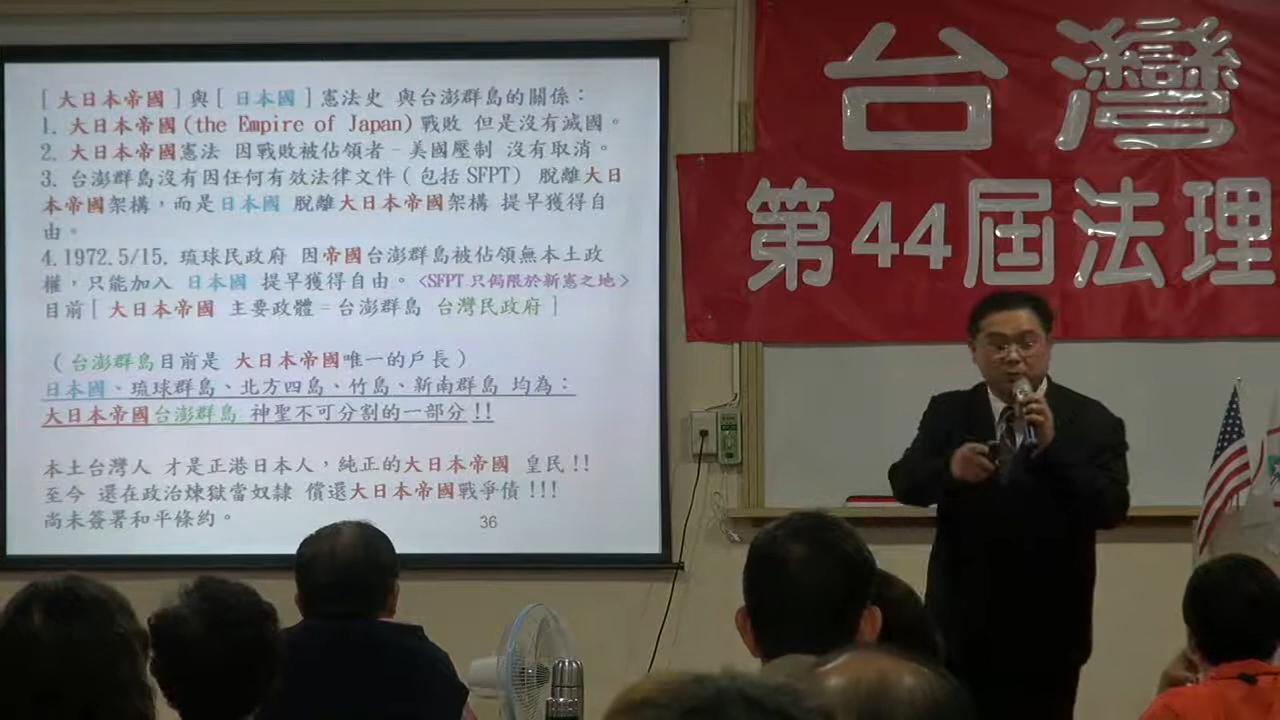 [ 大日本帝國 ] 與 [ 日本國 ] 憲法史 與台澎群島的關係：
1. 大日本帝國 (the Empire of Japan) 戰敗 但是沒有滅國。
2. 大日本帝國憲法 因戰敗被佔領者－美國壓制 沒有取消。
3. 台澎群島沒有因任何有效法律文件 ( 包括 SFPT) 脫離大日
本帝國架構，而是日本國 脫離大日本帝國架構 提早獲得自
由。
4.1972.5/15. 琉球民政府 因帝國台澎群島被佔領無本土政
權，只能加入 日本國 提早獲得自由。<SFPT 只侷限於新憲之地>
目前 [ 大日本帝國 主要政體＝台澎群島 台灣民政府 ]
( 台澎群島目前是 大日本帝國唯一的戶長 )
日本國、琉球群島、北方四島、竹島、新南群島 均為：
大日本帝國台澎群島 神聖不可分割的一部分 !!
本土台灣人 才是正港日本人，純正的大日本帝國 皇民 !!
至今 還在政治煉獄當奴隸 償還大日本帝國戰爭債 !!!
尚未簽署和平條約。
36
台灣
第44屆法理